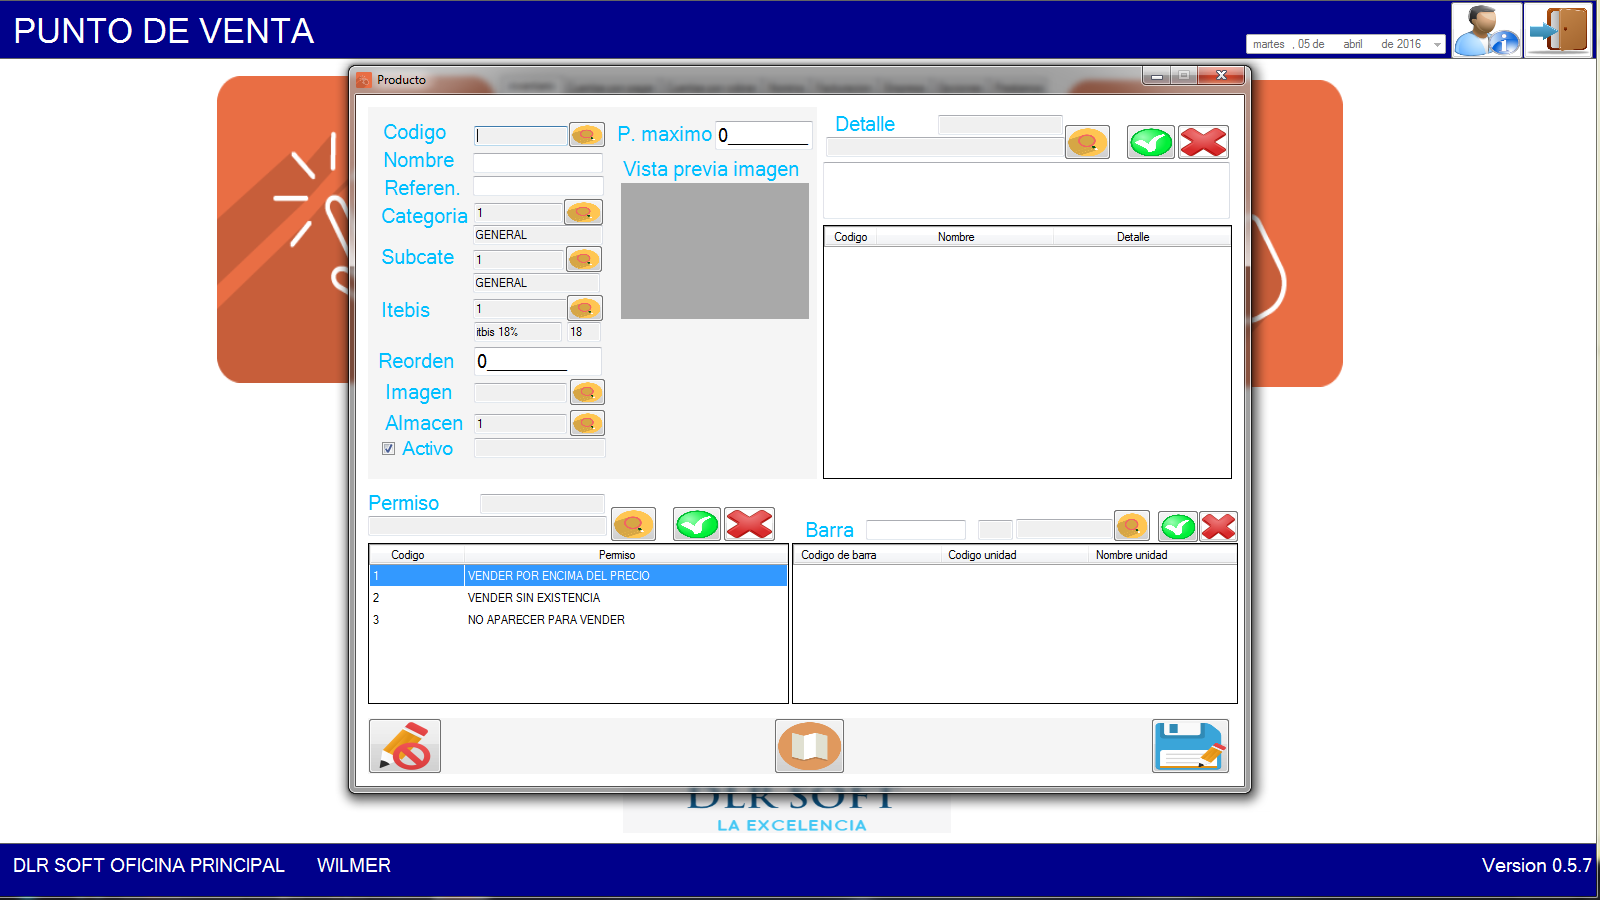 PUNTO DE VENTA
martes , 05 de abril de 2016
Producto
Codigo
P. maximo 0
Nombre
Vista previa imagen
Referen.
Categoria 1
GENERAL
Subcate 1
GENERAL
Itebis 1
itbis 18% 18
Reorden 0
Imagen
Almacen 1
Activo
Detalle
Codigo Nombre Detalle
Permiso
Codigo Permiso
1 VENDER POR ENCIMA DEL PRECIO
2 VENDER SIN EXISTENCIA
3 NO APARECER PARA VENDER
Barra
Codigo de barra Codigo unidad Nombre unidad
DLR SOFT
LA EXCELENCIA
DLR SOFT OFICINA PRINCIPAL WILMER
Version 0.5.7